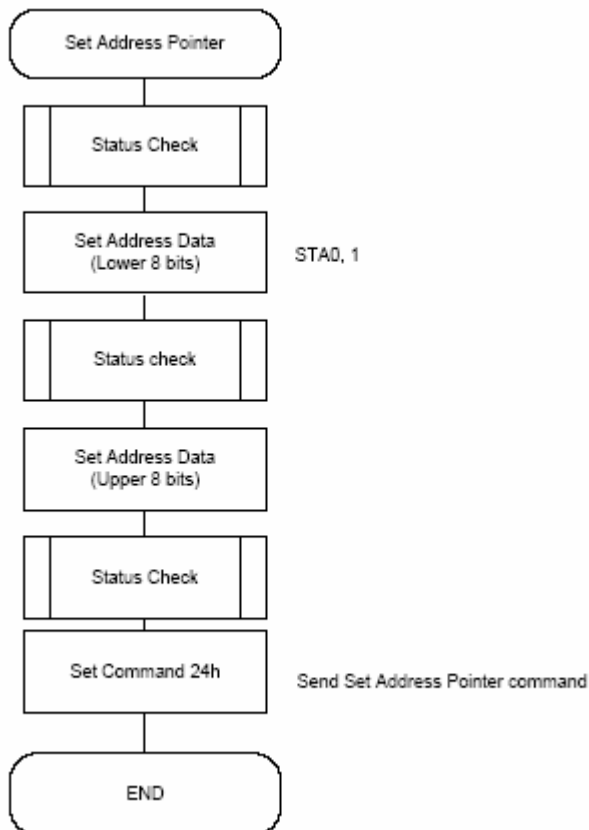 Set Address Pointer
Status Check
Set Address Data
(Lower 8 bits)
STA0, 1
Status check
Set Address Data
(Upper 8 bits)
Status Check
Set Command 24h
Send Set Address Pointer command
END